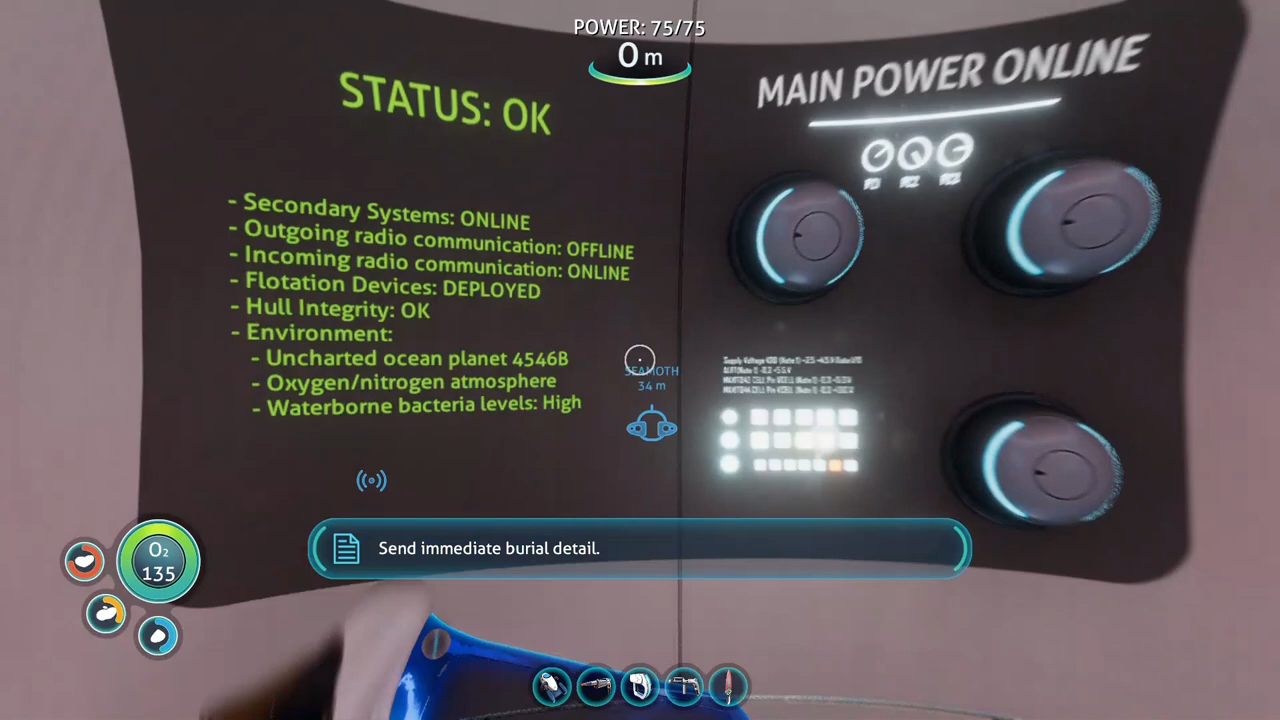 POWER: 75/75
0 m
STATUS: OK
- Secondary Systems: ONLINE
- Outgoing radio communication: OFFLINE
- Incoming radio communication: ONLINE
- Flotation Devices: DEPLOYED
- Hull Integrity: OK
- Environment:
- Uncharted ocean planet 4546B
- Oxygen/nitrogen atmosphere
- Waterborne bacteria levels: High
MAIN POWER ONLINE
SEAMOTH
34 m
Send immediate burial detail.
O₂
135